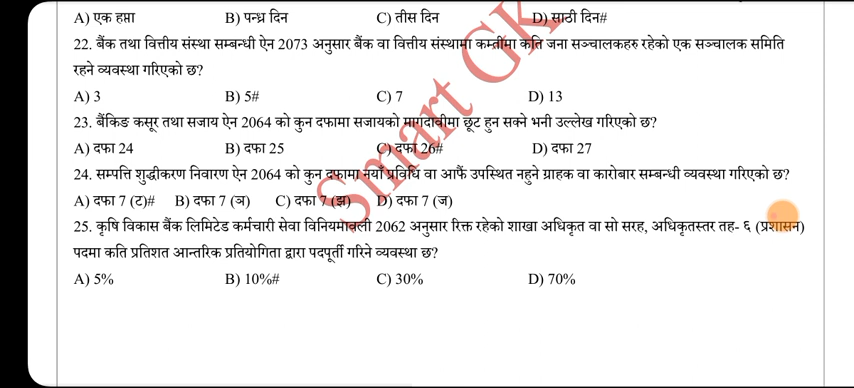 A) एक हप्ता B) पन्ध्र दिन C) तीस दिन D) साठी दिन#
22. बैंक तथा वित्तीय संस्था सम्बन्धी ऐन 2073 अनुसार बैंक वा वित्तीय संस्थामा कम्तीमा कति जना सञ्चालकहरु रहेको एक सञ्चालक समिति
रहने व्यवस्था गरिएको छ?
A) 3 B) 5# C) 7 D) 13
23. बैंकिङ कसूर तथा सजाय ऐन 2064 को कुन दफामा सजायको मागदावीमा छूट हुन सक्ने भनी उल्लेख गरिएको छ?
A) दफा 24 B) दफा 25 C) दफा 26# D) दफा 27
24. सम्पत्ति शुद्धीकरण निवारण ऐन 2064 को कुन दफामा नयाँ प्रविधि वा आफैं उपस्थित नहुने ग्राहक वा कारोबार सम्बन्धी व्यवस्था गरिएको छ?
A) दफा 7 (ट)# B) दफा 7 (ञ) C) दफा 7 (झ) D) दफा 7 (ज)
25. कृषि विकास बैंक लिमिटेड कर्मचारी सेवा विनियमावली 2062 अनुसार रिक्त रहेको शाखा अधिकृत वा सो सरह, अधिकृतस्तर तह- ६ (प्रशासन)
पदमा कति प्रतिशत आन्तरिक प्रतियोगिता द्वारा पदपूर्ती गरिने व्यवस्था छ?
A) 5% B) 10%# C) 30% D) 70%
Smart GK